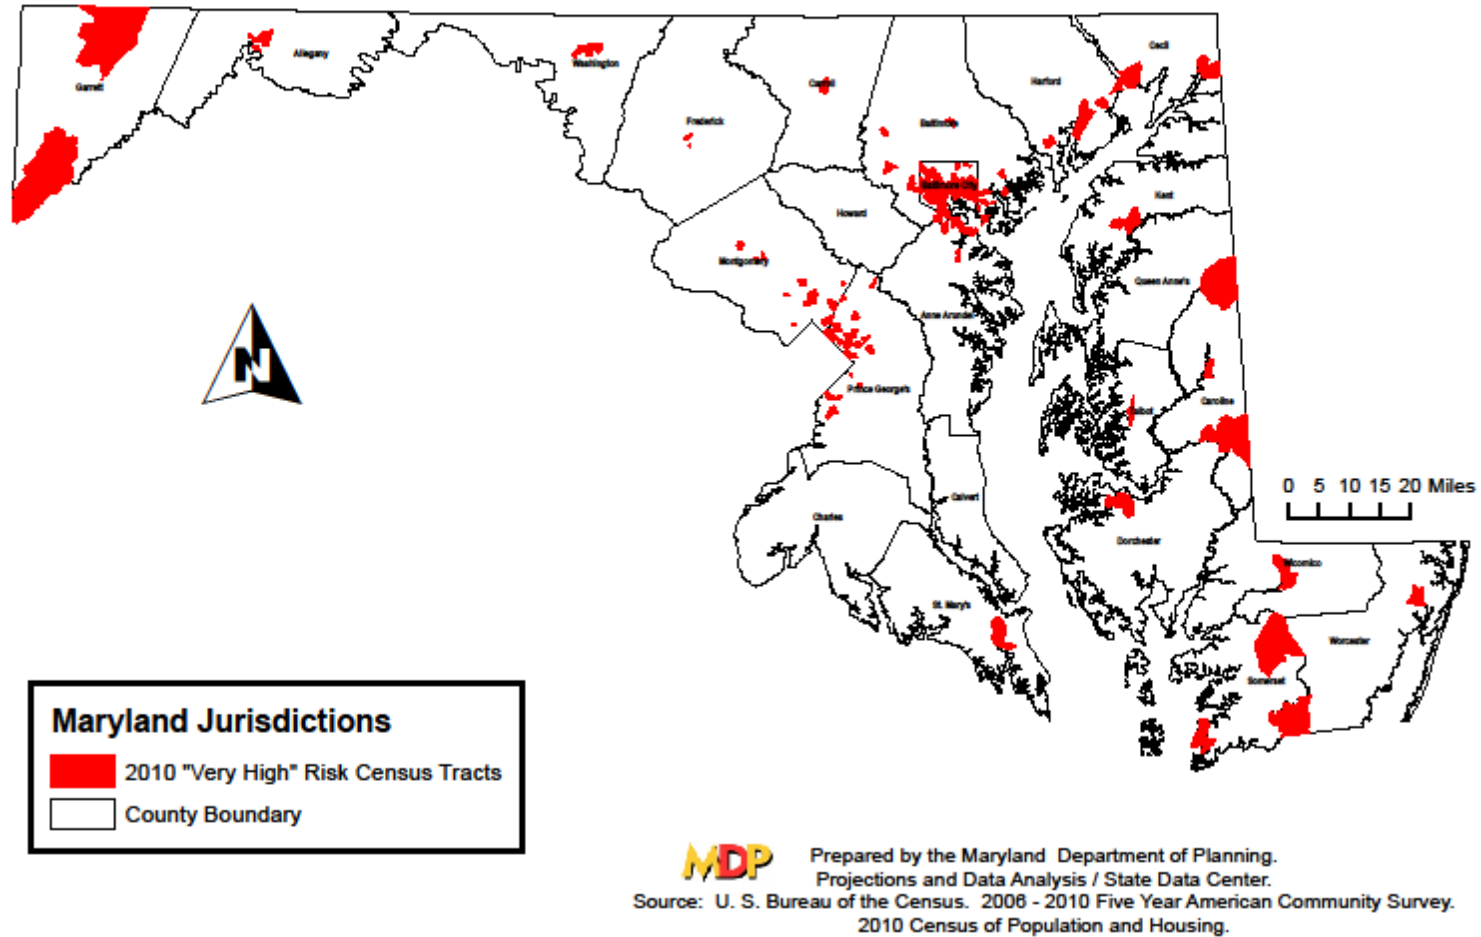 Cecil
Allegany
Washington
Garrett
Harford
Carroll
Frederick
Baltimore
Baltimore City
Kent
Howard
Montgomery
Queen Anne's
Anne Arundel
Prince George's
Talbot
Caroline
N
0 5 10 15 20 Miles
Calvert
Charles
Dorchester
Wicomico
St. Mary's
Worcester
Somerset
Maryland Jurisdictions
2010 "Very High" Risk Census Tracts
County Boundary
MDP
Prepared by the Maryland Department of Planning.
Projections and Data Analysis / State Data Center.
Source: U. S. Bureau of the Census. 2006 - 2010 Five Year American Community Survey.
2010 Census of Population and Housing.